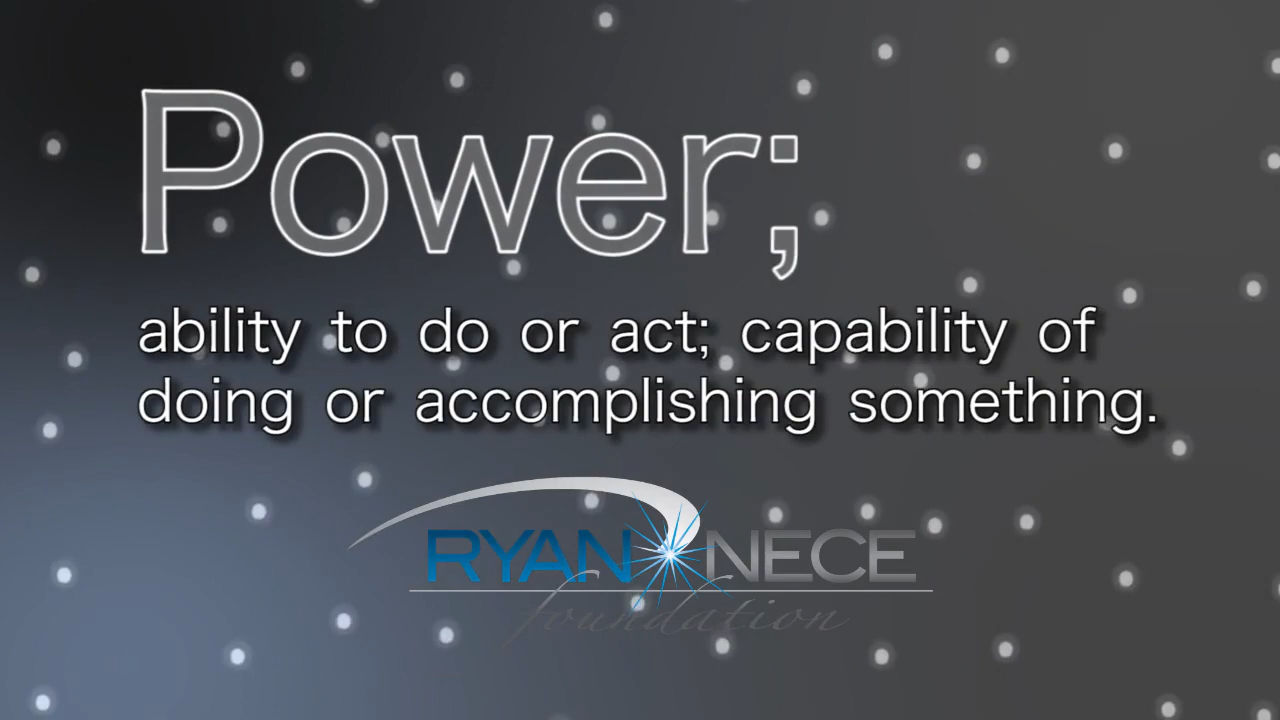 Power;
ability to do or act; capability of
doing or accomplishing something.
RYAN NECE
foundation